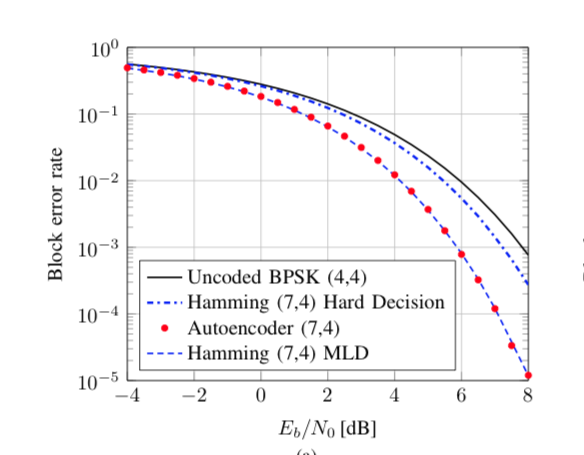 10⁰
10⁻¹
10⁻²
10⁻³
10⁻⁴
10⁻⁵
Block error rate
Uncoded BPSK (4,4)
Hamming (7,4) Hard Decision
Autoencoder (7,4)
Hamming (7,4) MLD
−4 −2 0 2 4 6 8
E_b/N_0 [dB]